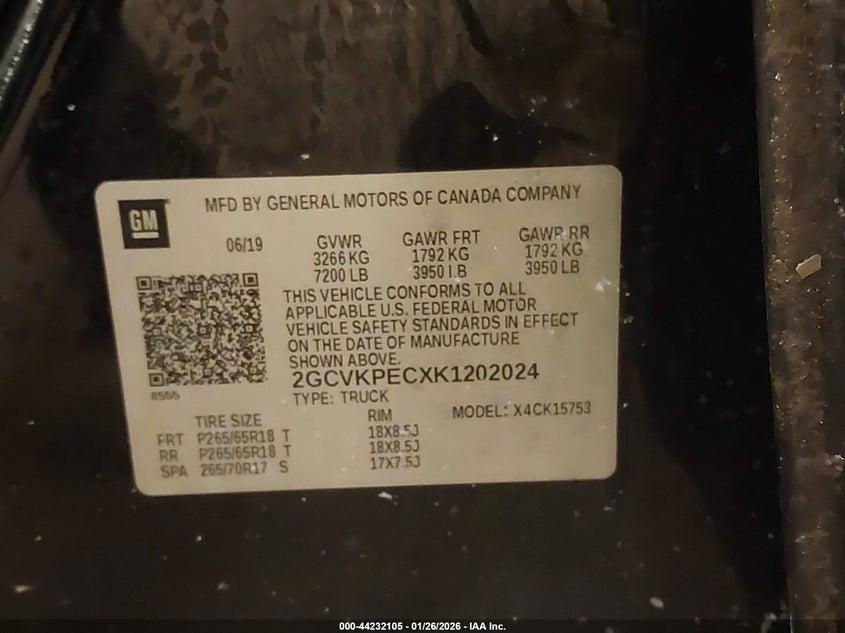 GM
MFD BY GENERAL MOTORS OF CANADA COMPANY
06/19 GVWR GAWR FRT GAWR RR
3266 KG 1792 KG 1792 KG
7200 LB 3950 LB 3950 LB
THIS VEHICLE CONFORMS TO ALL
APPLICABLE U.S. FEDERAL MOTOR
VEHICLE SAFETY STANDARDS IN EFFECT
ON THE DATE OF MANUFACTURE
SHOWN ABOVE.
2GCVKPECXK1202024
8555
TYPE: TRUCK
MODEL: X4CK15753
TIRE SIZE RIM
FRT P265/65R18 T 18X8.5J
RR P265/65R18 T 18X8.5J
SPA 265/70R17 S 17X7.5J
000-44232105 - 01/26/2026 - IAA Inc.